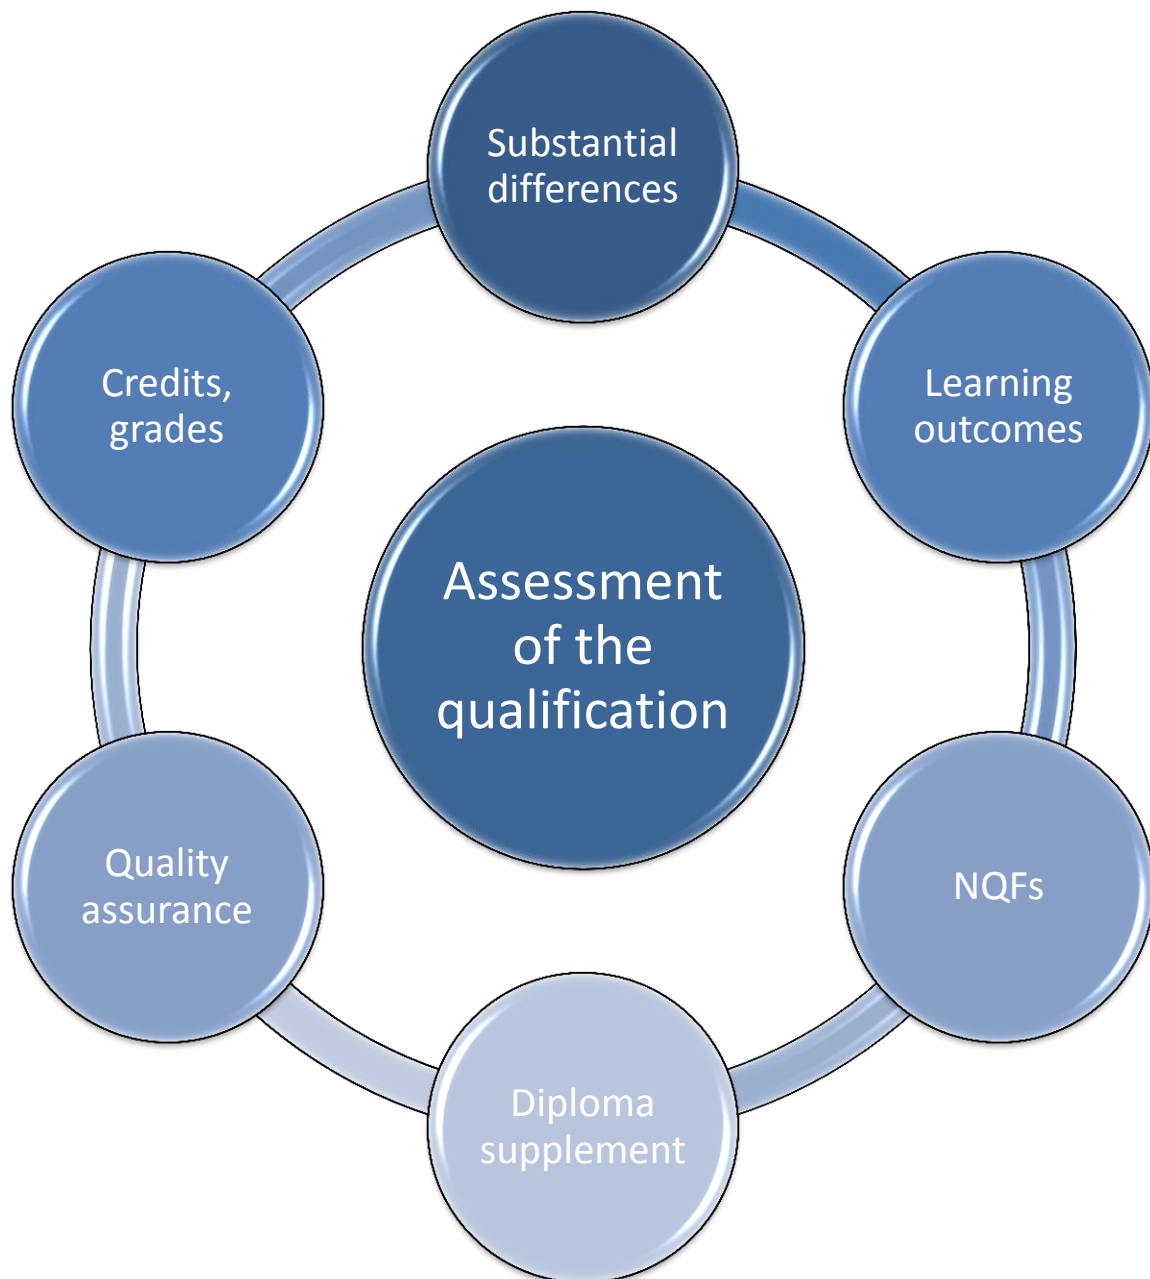 Substantial
differences
Learning
outcomes
NQFs
Diploma
supplement
Quality
assurance
Credits,
grades
Assessment
of the
qualification